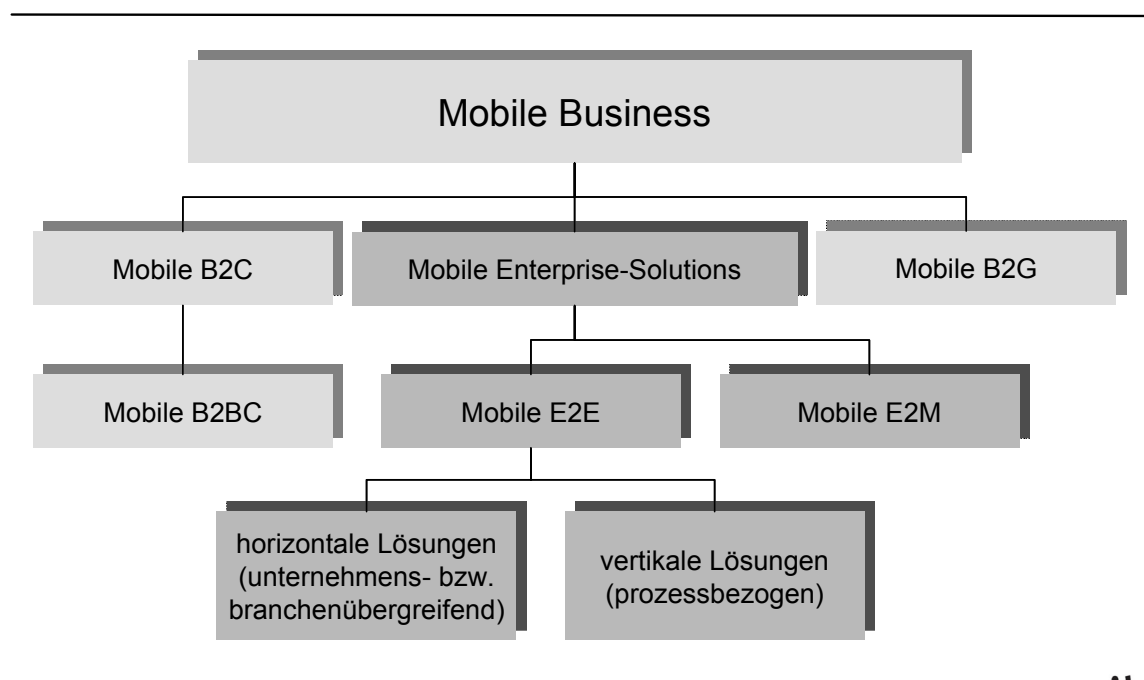 Mobile Business
Mobile B2C
Mobile Enterprise-Solutions
Mobile B2G
Mobile B2BC
Mobile E2E
Mobile E2M
horizontale Lösungen
(unternehmens- bzw.
branchenübergreifend)
vertikale Lösungen
(prozessbezogen)